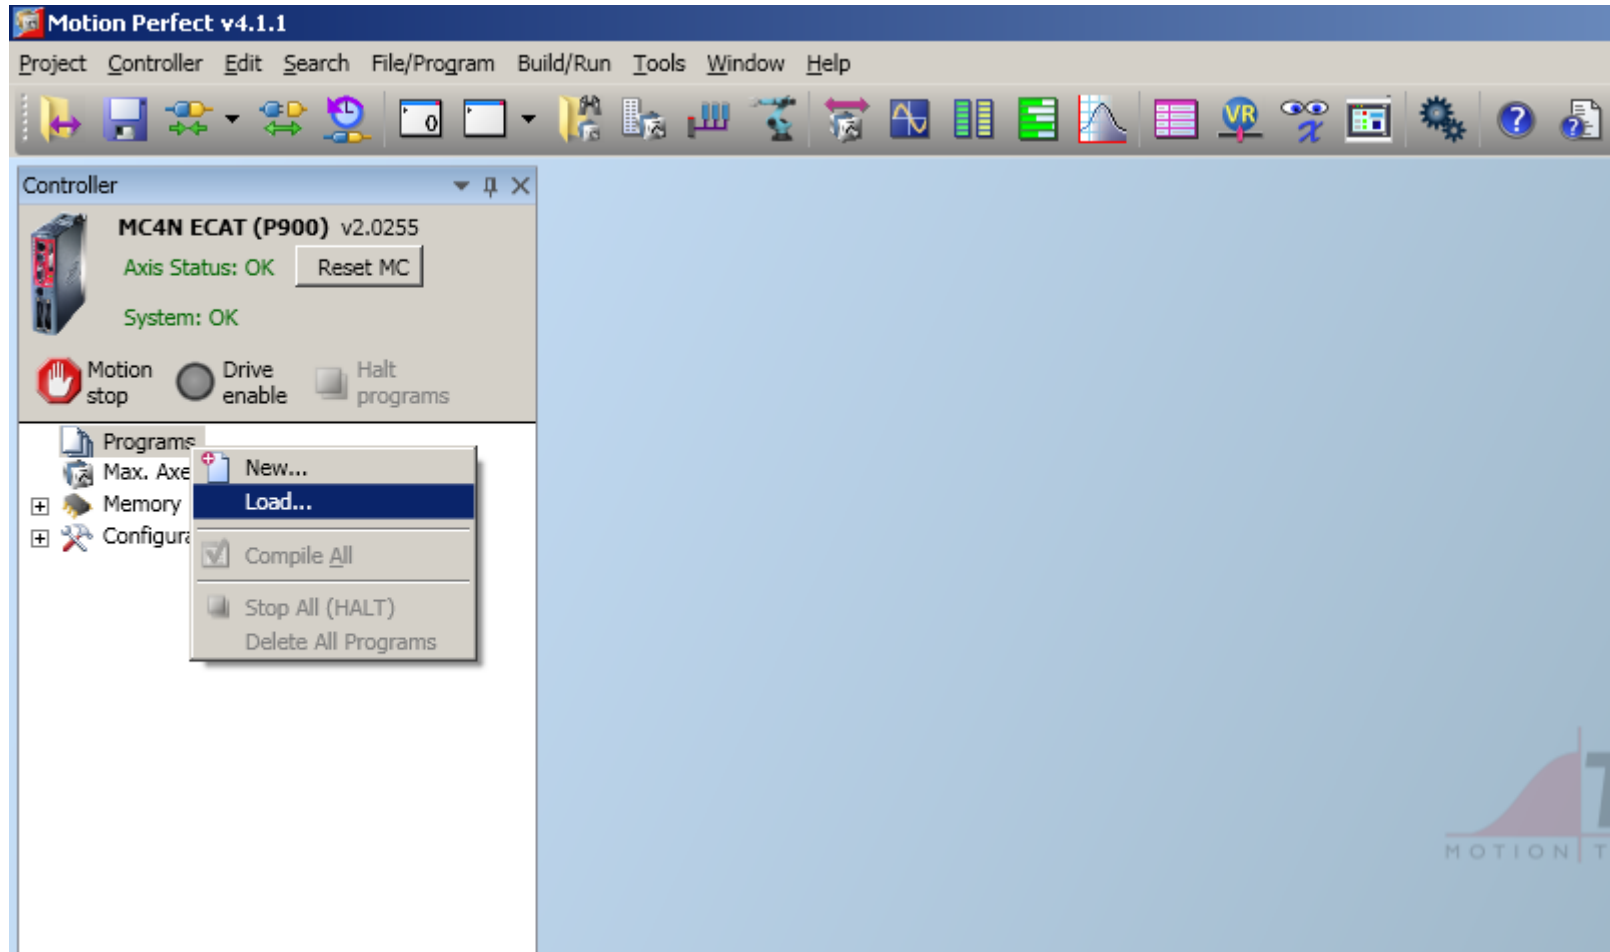 Motion Perfect v4.1.1
Project Controller Edit Search File/Program Build/Run Tools Window Help
0
VR
x
Controller
MC4N ECAT (P900) v2.0255
Axis Status: OK Reset MC
System: OK
Motion stop
Drive enable
Halt programs
Programs
Max. Axe
Memory
Configura
New...
Load...
Compile All
Stop All (HALT)
Delete All Programs
MOTION T